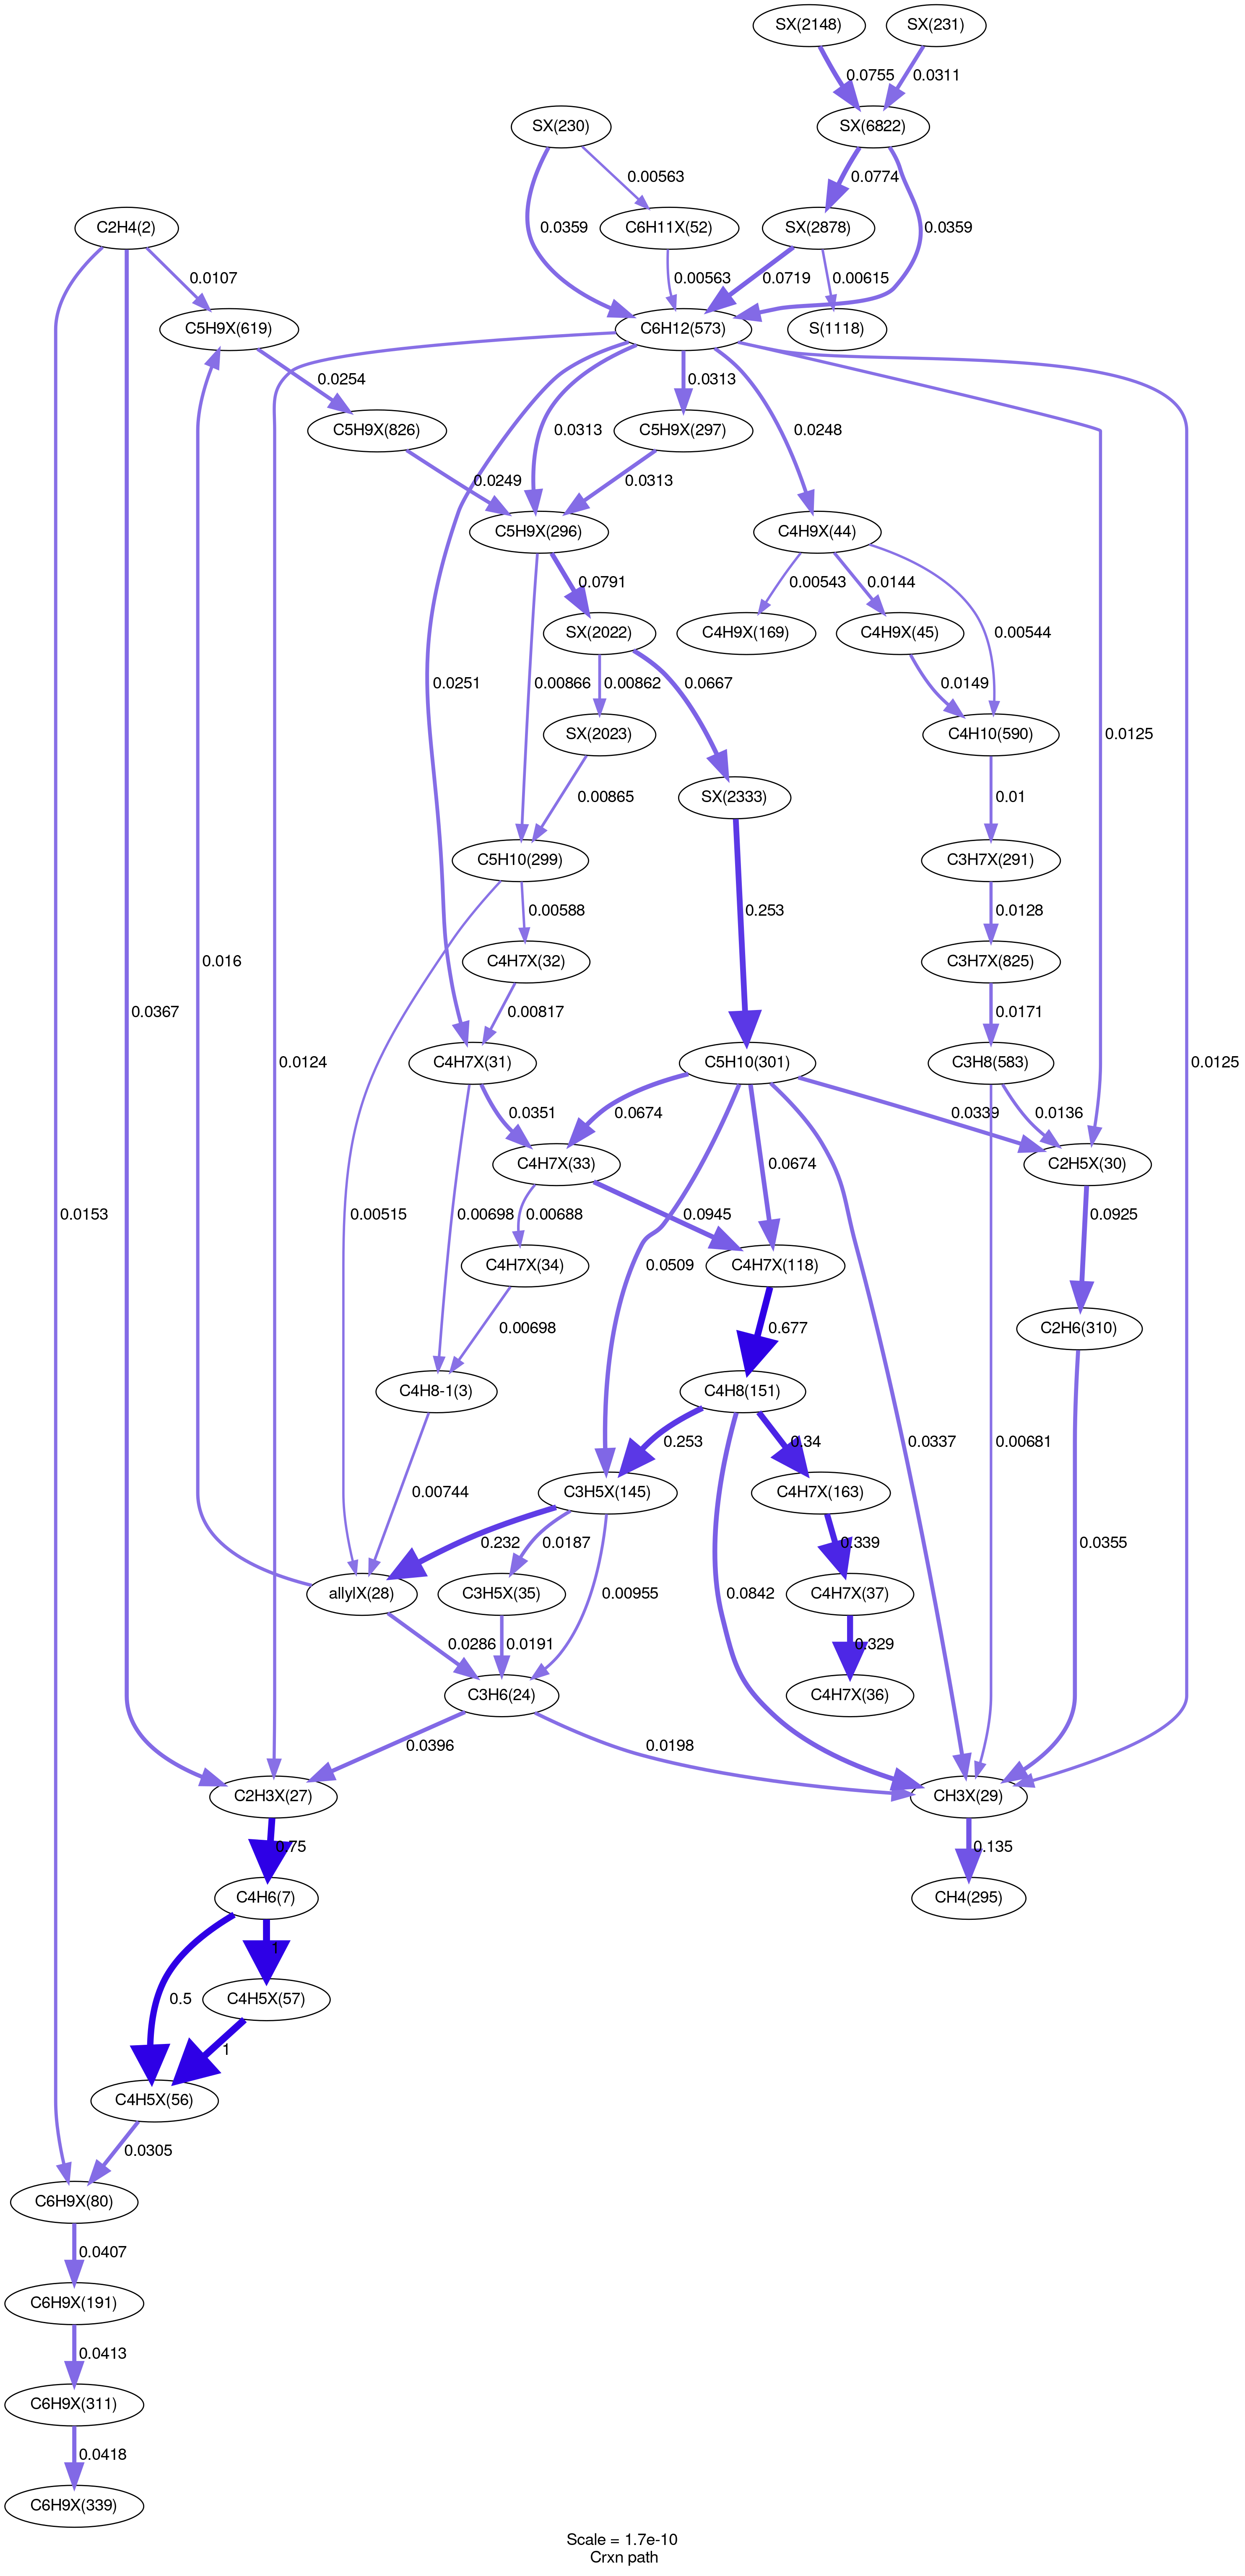 SX(2148)
SX(231)
0.0755
0.0311
SX(230)
SX(6822)
0.00563
0.0774
C2H4(2)
C6H11X(52)
SX(2878)
0.0359
0.0359
0.0107
0.00563
0.0719
0.00615
C5H9X(619)
C6H12(573)
S(1118)
0.0254
0.0313
C5H9X(826)
0.0313
C5H9X(297)
0.0248
0.0249
0.0313
C5H9X(296)
C4H9X(44)
0.0791
0.00543
0.0144
SX(2022)
C4H9X(169)
C4H9X(45)
0.00544
0.0251
0.00866
0.00862
0.0667
0.0149
SX(2023)
C4H10(590)
0.0125
0.00865
SX(2333)
0.01
C5H10(299)
C3H7X(291)
0.00588
0.253
0.0128
0.016
C4H7X(32)
C3H7X(825)
0.0367
0.00817
0.0171
0.0124
C4H7X(31)
C5H10(301)
C3H8(583)
0.0125
0.0351
0.0674
0.0339
0.0136
C4H7X(33)
0.0674
C2H5X(30)
0.0153
0.00515
0.00698
0.00688
0.0945
0.0925
C4H7X(34)
0.0509
C4H7X(118)
0.00698
0.677
C2H6(310)
C4H8-1(3)
C4H8(151)
0.253
0.34
0.0337
0.00681
0.00744
C3H5X(145)
C4H7X(163)
0.232
0.0187
0.339
0.0355
allylX(28)
C3H5X(35)
0.00955
0.0842
C4H7X(37)
0.0286
0.0191
0.329
C3H6(24)
C4H7X(36)
0.0396
0.0198
C2H3X(27)
CH3X(29)
0.75
0.135
C4H6(7)
CH4(295)
1
0.5
C4H5X(57)
1
C4H5X(56)
0.0305
C6H9X(80)
0.0407
C6H9X(191)
0.0413
C6H9X(311)
0.0418
C6H9X(339)
Scale = 1.7e-10
Crxn path